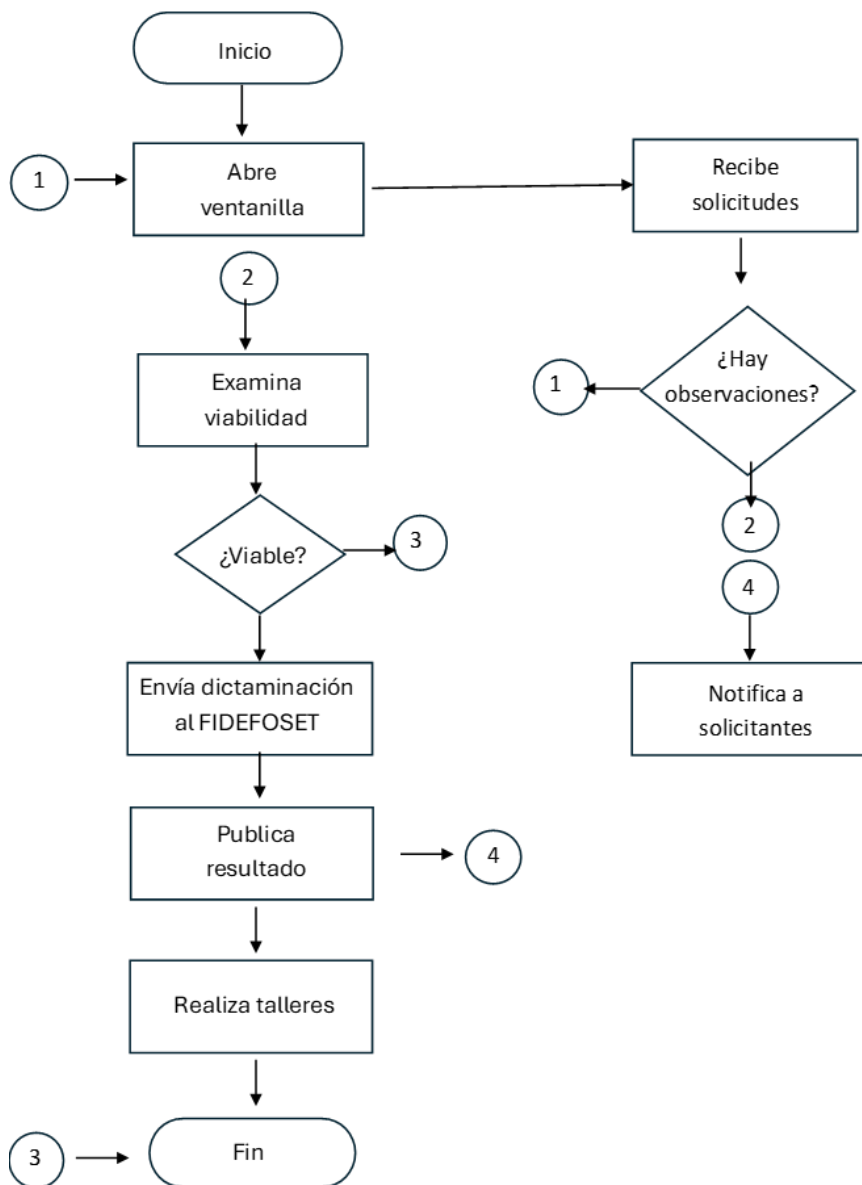 Inicio
1
Abre
ventanilla
Recibe
solicitudes
2
Examina
viabilidad
1
¿Hay
observaciones?
¿Viable?
3
2
4
Envía dictaminación
al FIDEFOSET
Notifica a
solicitantes
Publica
resultado
4
Realiza talleres
3
Fin